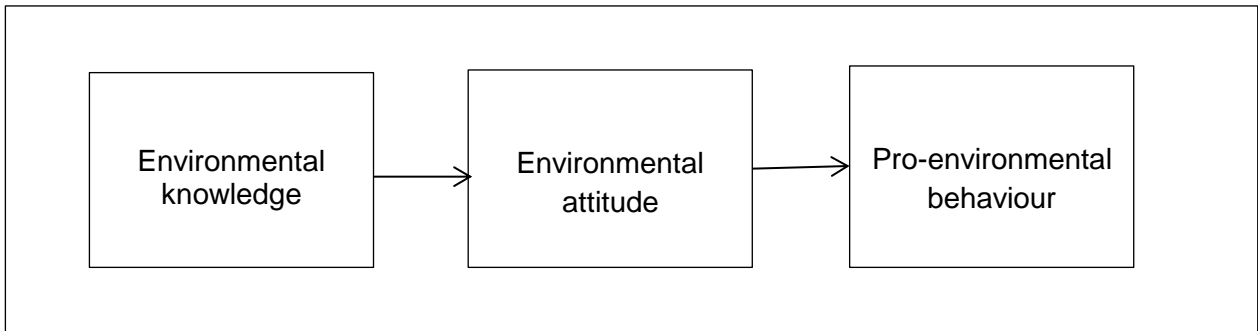 Environmental
knowledge
Environmental
attitude
Pro-environmental
behaviour